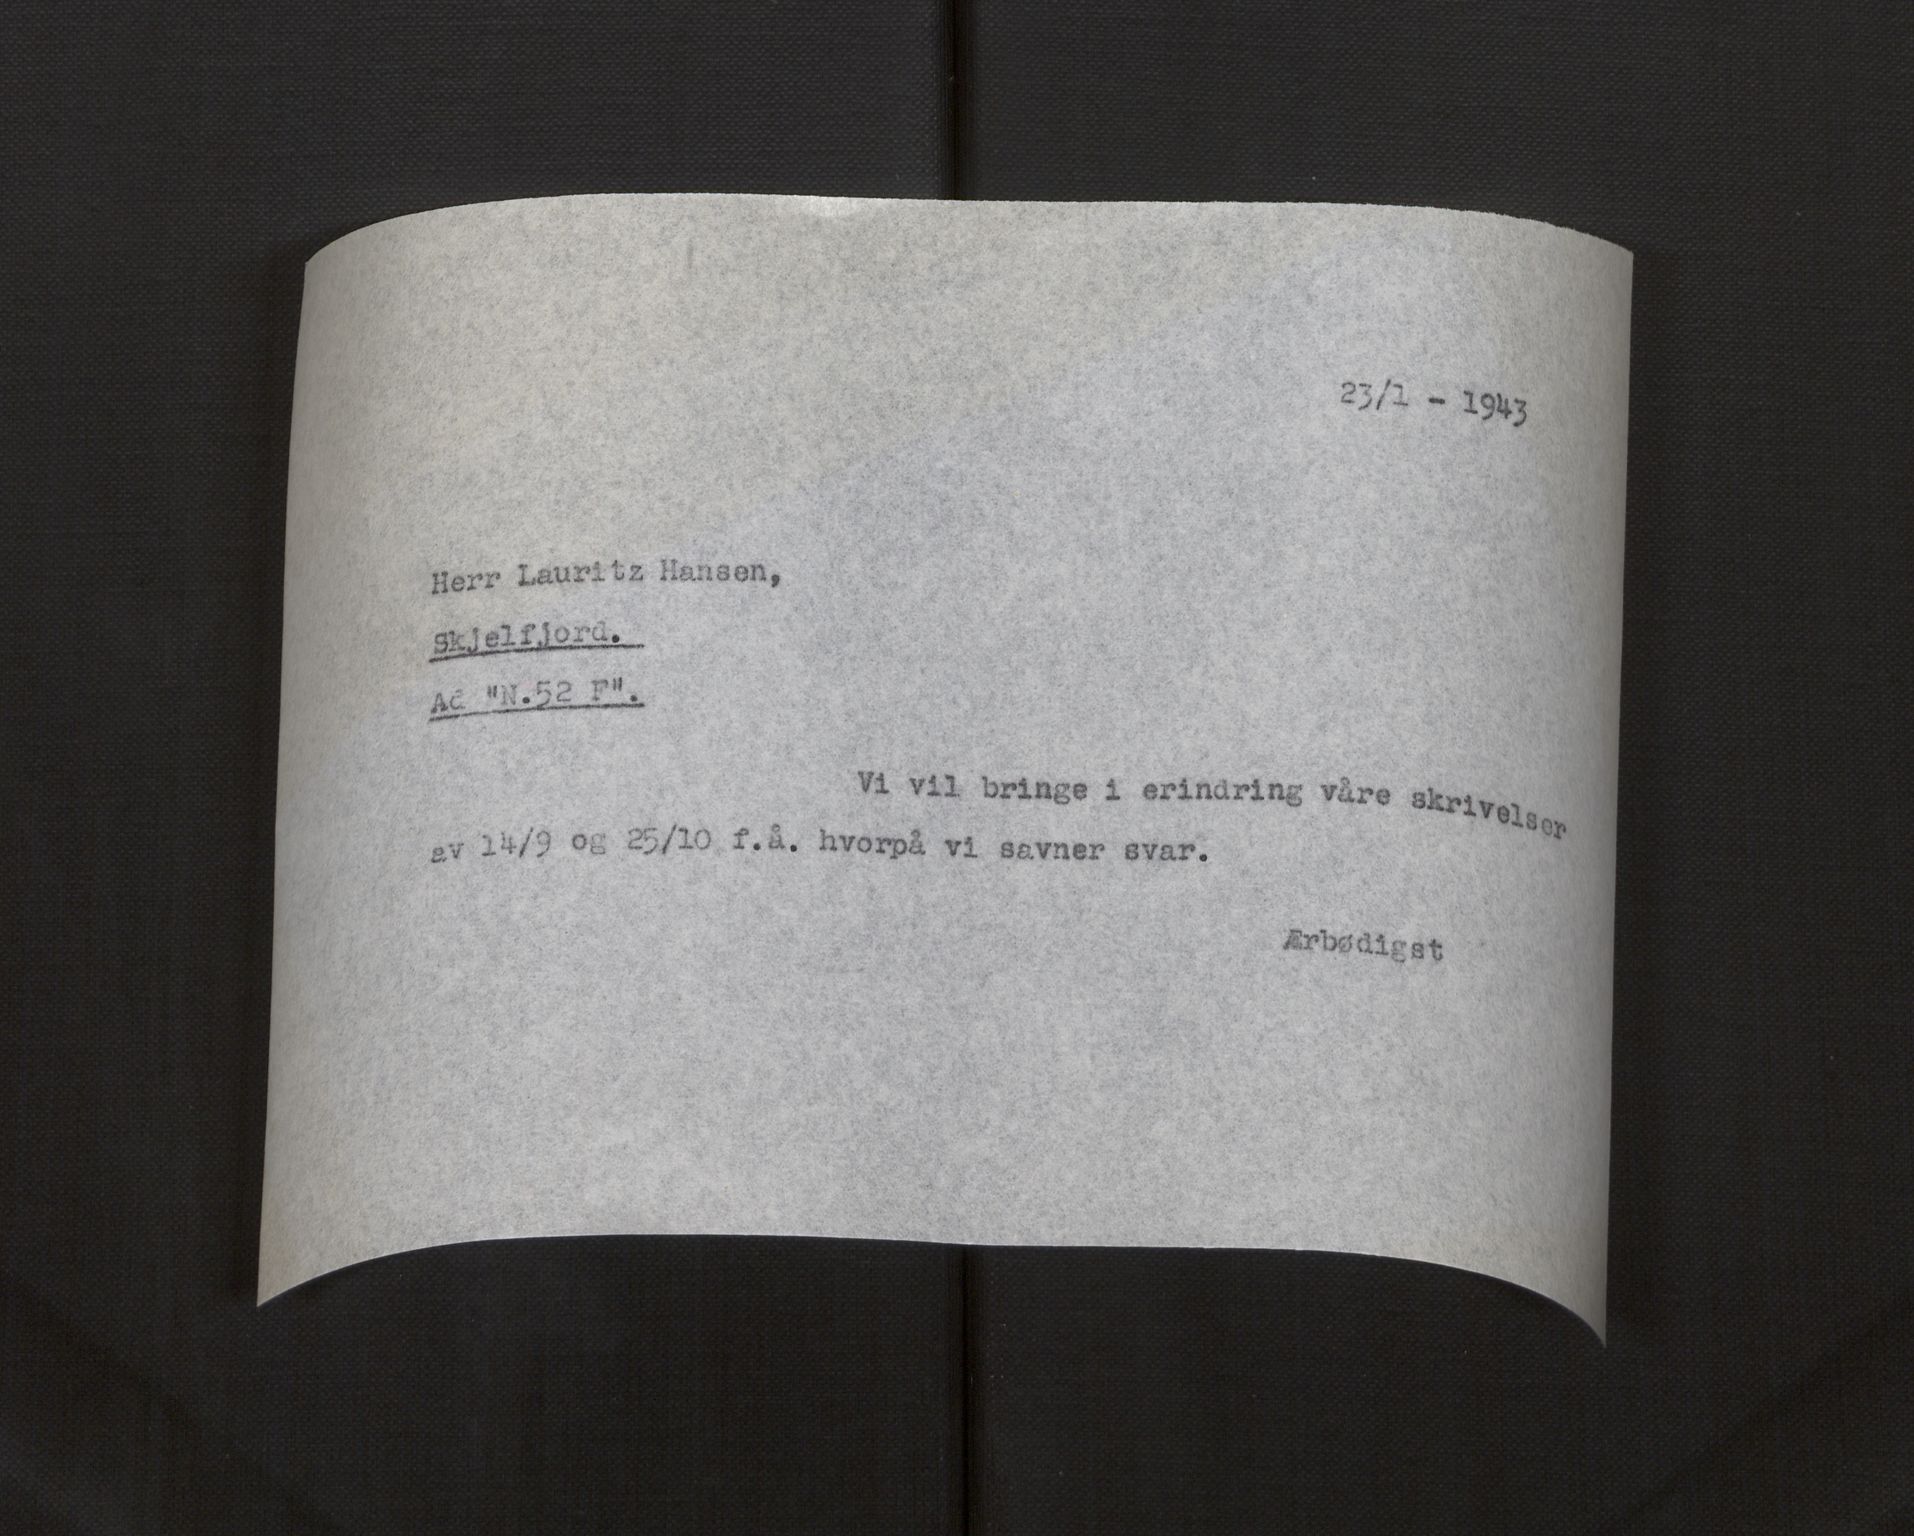 23/1 - 1943
Herr Lauritz Hansen,
Skjelfjord.
Ad "N.52 F".
Vi vil bringe i erindring våre skrivelser
av 14/9 og 25/10 f.å. hvorpå vi savner svar.
Ærbødigst